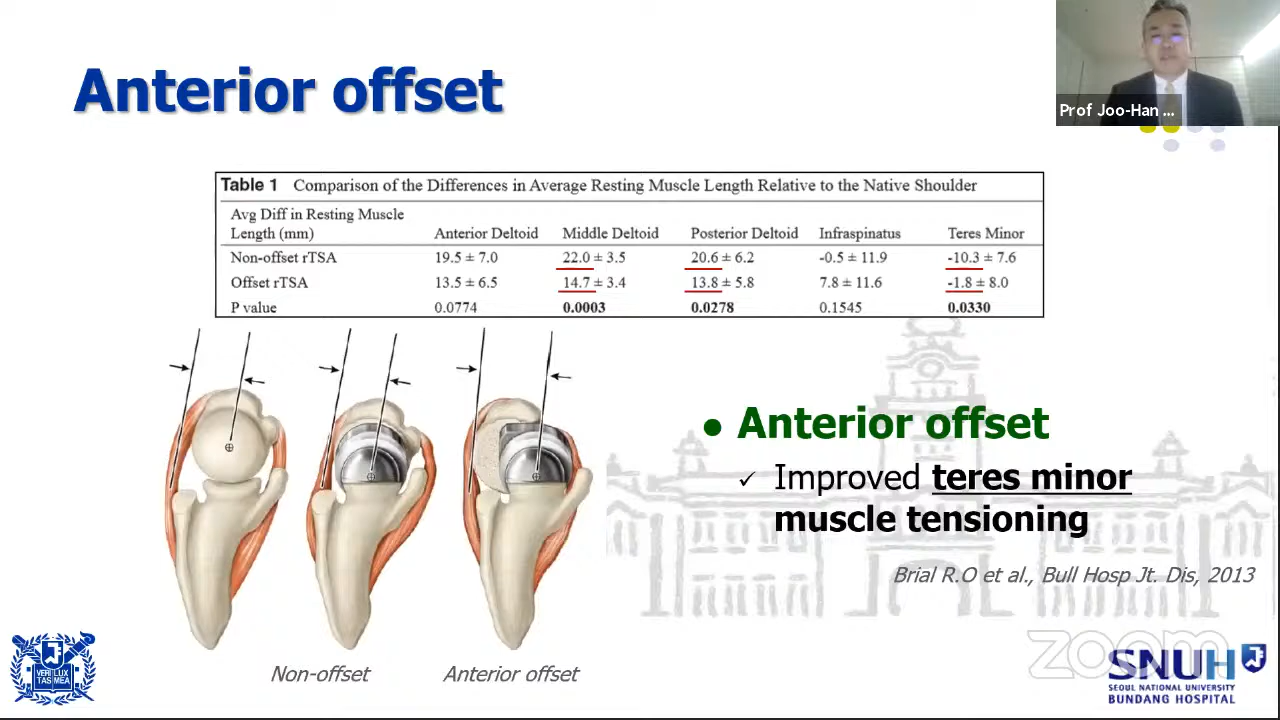 Anterior offset
Prof Joo-Han ...
Table 1 Comparison of the Differences in Average Resting Muscle Length Relative to the Native Shoulder
Avg Diff in Resting Muscle
Length (mm) Anterior Deltoid Middle Deltoid Posterior Deltoid Infraspinatus Teres Minor
Non-offset rTSA 19.5 ± 7.0 22.0 ± 3.5 20.6 ± 6.2 -0.5 ± 11.9 -10.3 ± 7.6
Offset rTSA 13.5 ± 6.5 14.7 ± 3.4 13.8 ± 5.8 7.8 ± 11.6 -1.8 ± 8.0
P value 0.0774 0.0003 0.0278 0.1545 0.0330
● Anterior offset
✓ Improved teres minor
muscle tensioning
Brial R.O et al., Bull Hosp Jt. Dis, 2013
Non-offset Anterior offset
VERI LUX
TAS MEA
zoom
SNUH
SEOUL NATIONAL UNIVERSITY
BUNDANG HOSPITAL